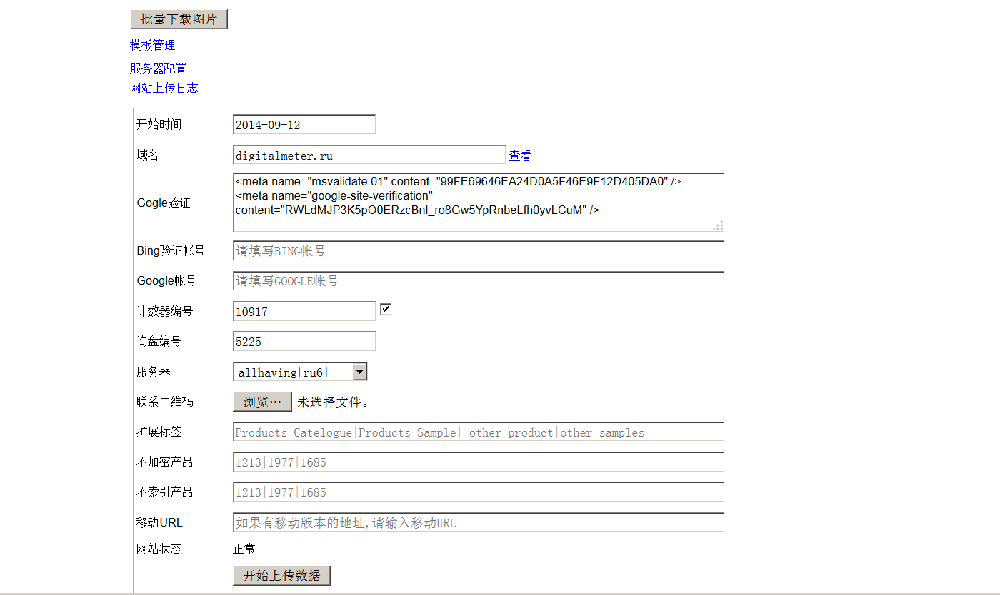 批量下载图片
模板管理
服务器配置
网站上传日志
开始时间 2014-09-12
域名 digitalmeter.ru 查看
Gogle验证 <meta name="msvalidate.01" content="99FE69646EA24D0A5F46E9F12D405DA0" />
<meta name="google-site-verification"
content="RWLdMJP3K5pO0ERzcBnl_ro8Gw5YpRnbeLfh0yvLCuM" />
Bing验证帐号 请填写BING帐号
Google帐号 请填写GOOGLE帐号
计数器编号 10917
询盘编号 5225
服务器 allhaving[ru6]
联系二维码 浏览… 未选择文件。
扩展标签 Products Catelogue|Products Sample||other product|other samples
不加密产品 1213|1977|1685
不索引产品 1213|1977|1685
移动URL 如果有移动版本的地址,请输入移动URL
网站状态 正常
开始上传数据